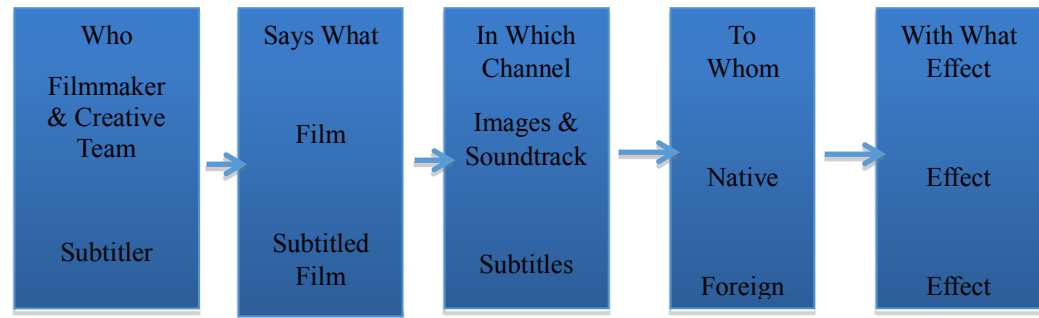 Who
Filmmaker
& Creative
Team
Subtitler
Says What
Film
Subtitled
Film
In Which
Channel
Images &
Soundtrack
Subtitles
To
Whom
Native
Foreign
With What
Effect
Effect
Effect